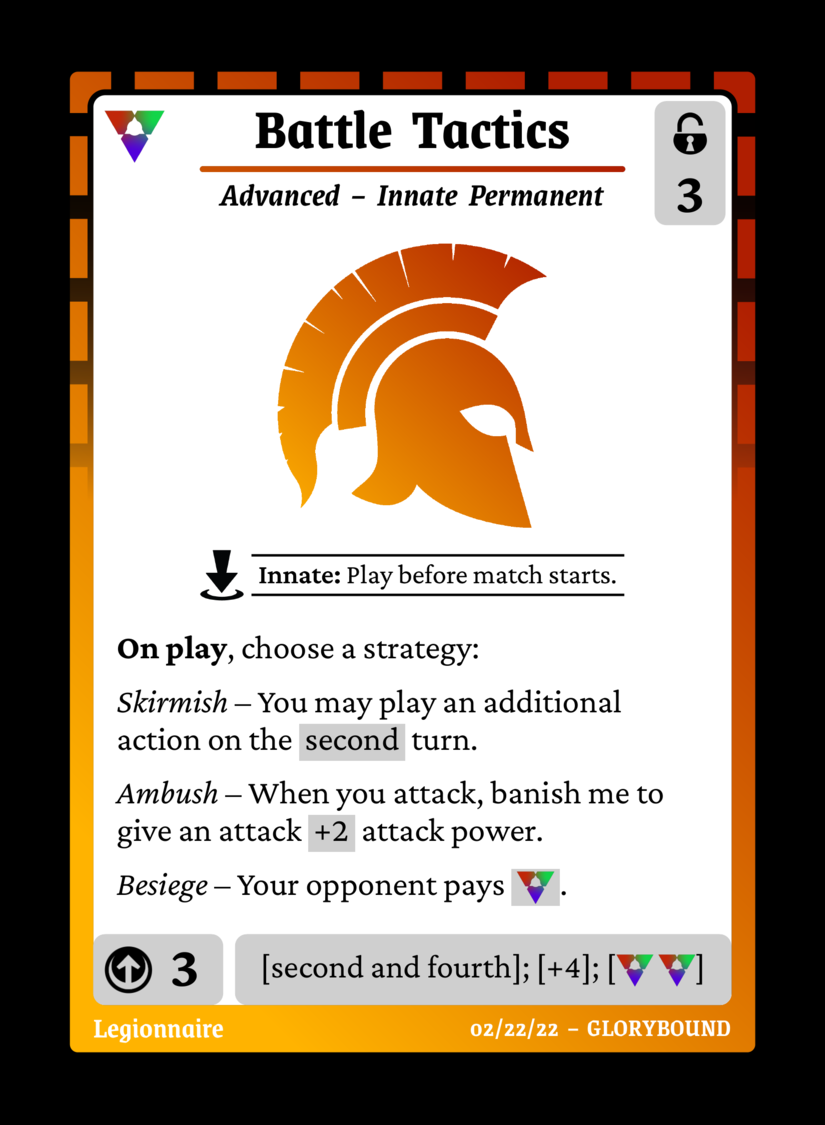 Battle Tactics
3
Advanced – Innate Permanent
Innate: Play before match starts.
On play, choose a strategy:
Skirmish – You may play an additional
action on the second turn.
Ambush – When you attack, banish me to
give an attack +2 attack power.
Besiege – Your opponent pays .
3
[second and fourth]; [+4]; [ ]
Legionnaire
02/22/22 – GLORYBOUND